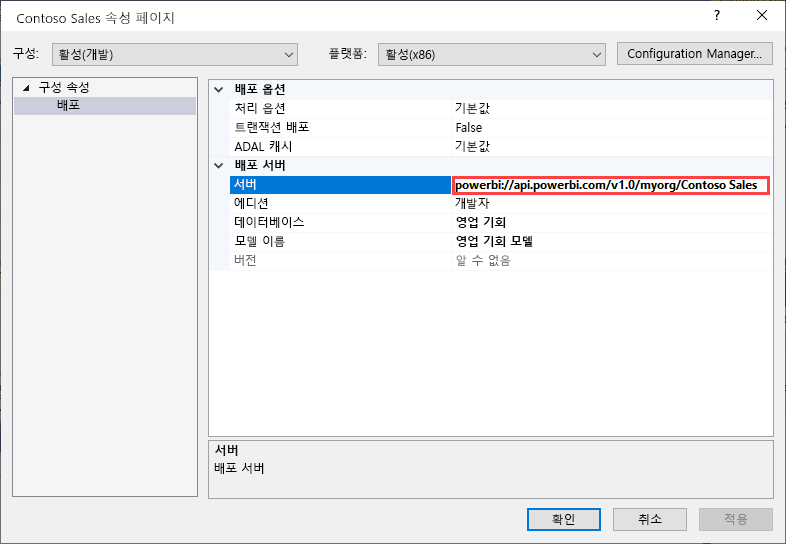 Contoso Sales 속성 페이지 ?
구성: 활성(개발) 플랫폼: 활성(x86) Configuration Manager...
구성 속성
배포
배포 옵션
처리 옵션 기본값
트랜잭션 배포 False
ADAL 캐시 기본값
배포 서버
서버 powerbi://api.powerbi.com/v1.0/myorg/Contoso Sales
에디션 개발자
데이터베이스 영업 기회
모델 이름 영업 기회 모델
버전 알 수 없음
서버
배포 서버
확인 취소 적용